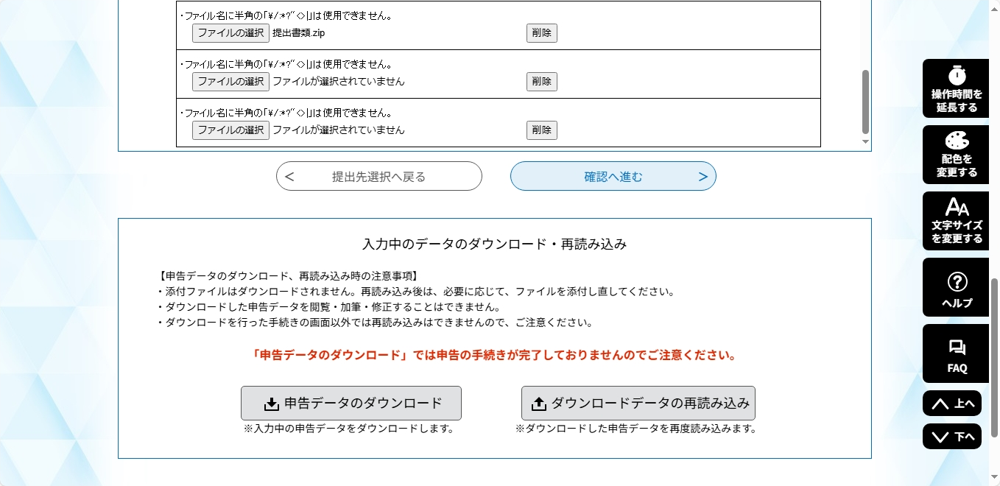 ・ファイル名に半角の「¥/:*?"<>|」は使用できません。
ファイルの選択 提出書類.zip 削除
・ファイル名に半角の「¥/:*?"<>|」は使用できません。
ファイルの選択 ファイルが選択されていません 削除
・ファイル名に半角の「¥/:*?"<>|」は使用できません。
ファイルの選択 ファイルが選択されていません 削除
< 提出先選択へ戻る
確認へ進む >
入力中のデータのダウンロード・再読み込み
【申告データのダウンロード、再読み込み時の注意事項】
・添付ファイルはダウンロードされません。再読み込み後は、必要に応じて、ファイルを添付し直してください。
・ダウンロードした申告データを閲覧・加筆・修正することはできません。
・ダウンロードを行った手続きの画面以外では再読み込みはできませんので、ご注意ください。
「申告データのダウンロード」では申告の手続きが完了しておりませんのでご注意ください。
申告データのダウンロード
※入力中の申告データをダウンロードします。
ダウンロードデータの再読み込み
※ダウンロードした申告データを再度読み込みます。
操作時間を
延長する
配色を
変更する
AA
文字サイズ
を変更する
?
ヘルプ
FAQ
上へ
下へ